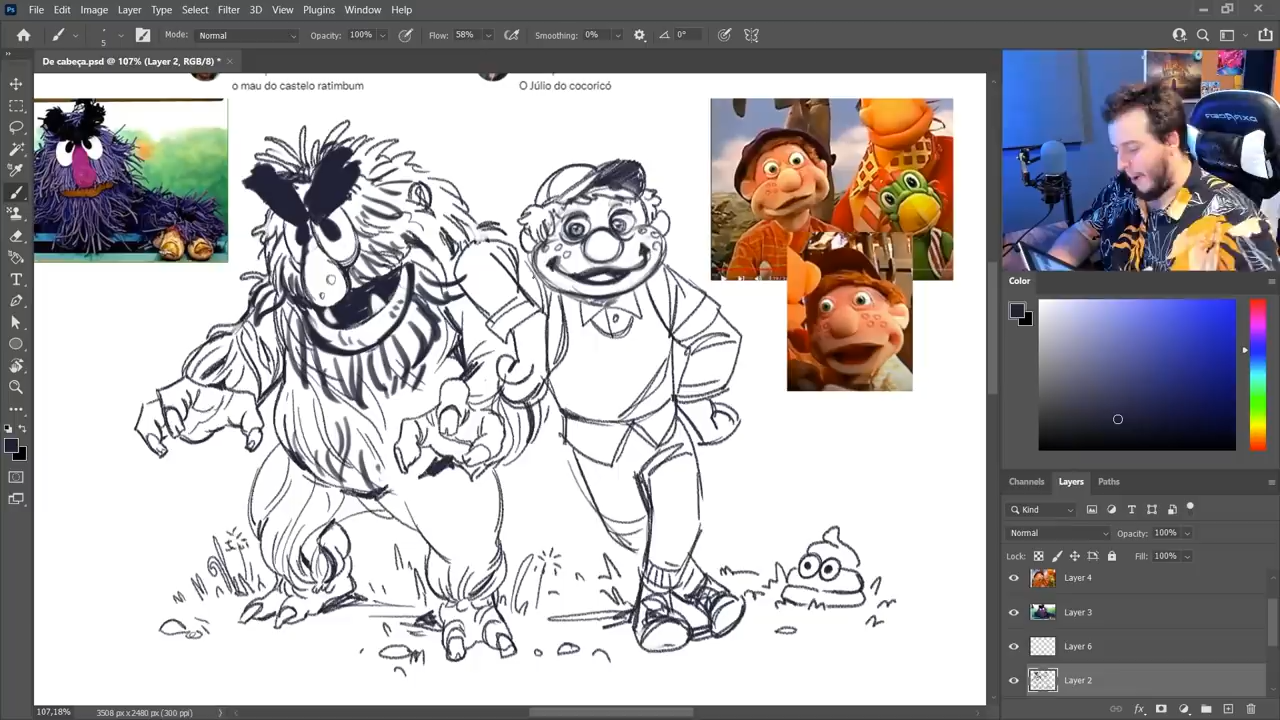 Ps File Edit Image Layer Type Select Filter 3D View Plugins Window Help
5 Mode: Normal Opacity: 100% Flow: 58% Smoothing: 0% 0°
De cabeça.psd @ 107% (Layer 2, RGB/8) * ×
o mau do castelo ratimbum
O Júlio do cocoricó
Color
Channels Layers Paths
Kind
Normal Opacity: 100%
Lock: Fill: 100%
Layer 4
Layer 3
Layer 6
Layer 2
107,18% 3508 px x 2480 px (300 ppi)